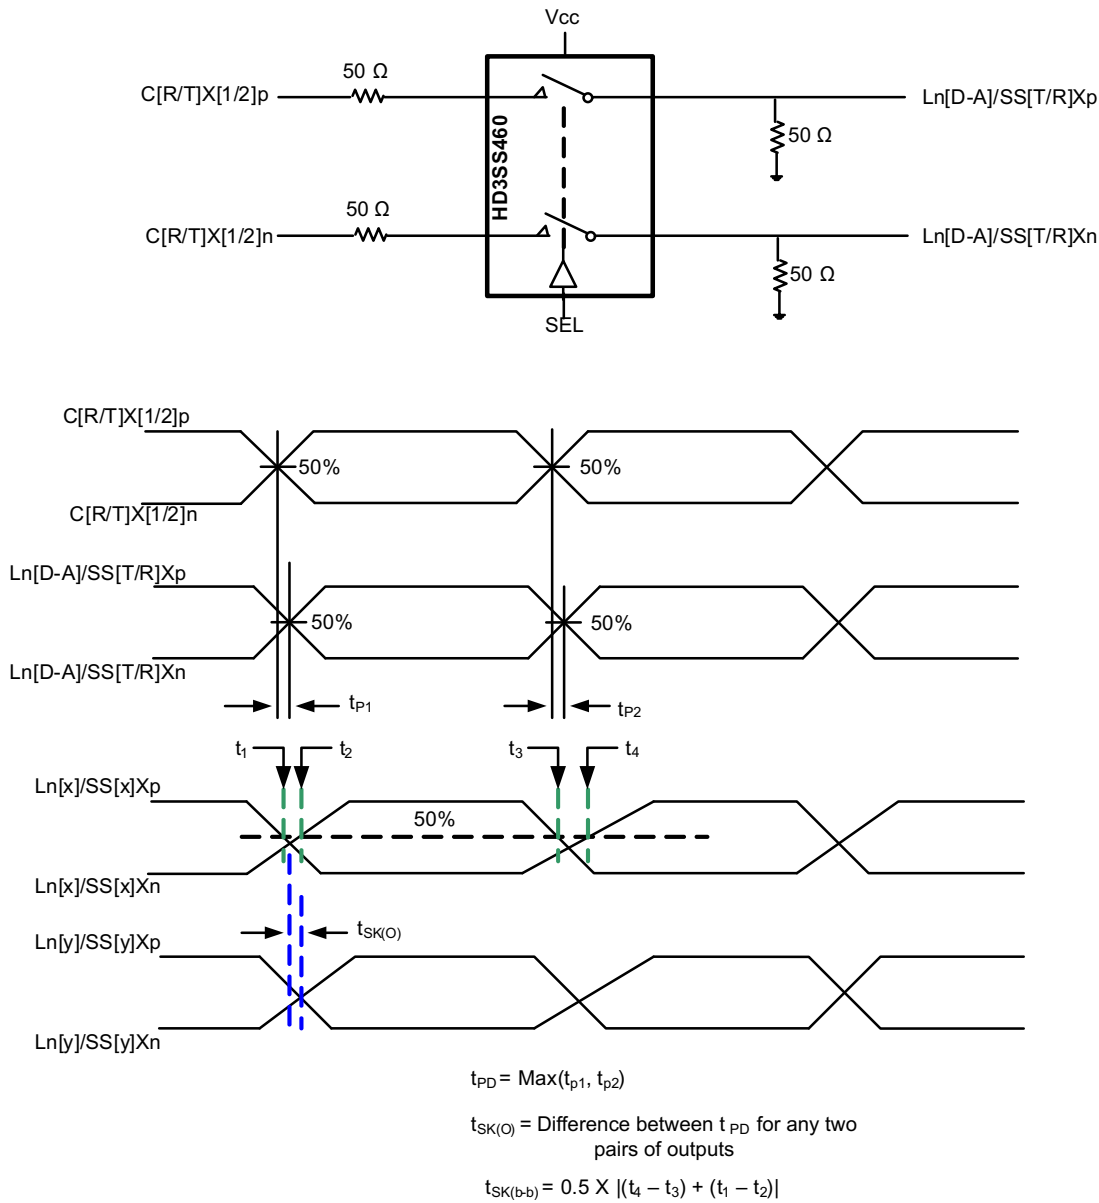 Vcc
50 Ω
C[R/T]X[1/2]p
Ln[D-A]/SS[T/R]Xp
50 Ω
HD3SS460
50 Ω
C[R/T]X[1/2]n
Ln[D-A]/SS[T/R]Xn
50 Ω
SEL
C[R/T]X[1/2]p
50%
50%
C[R/T]X[1/2]n
Ln[D-A]/SS[T/R]Xp
50%
50%
Ln[D-A]/SS[T/R]Xn
tP1
tP2
t1
t2
t3
t4
Ln[x]/SS[x]Xp
50%
Ln[x]/SS[x]Xn
tSK(O)
Ln[y]/SS[y]Xp
Ln[y]/SS[y]Xn
tPD = Max(tp1, tp2)
tSK(O) = Difference between t PD for any two
pairs of outputs
tSK(b-b) = 0.5 X |(t4 – t3) + (t1 – t2)|